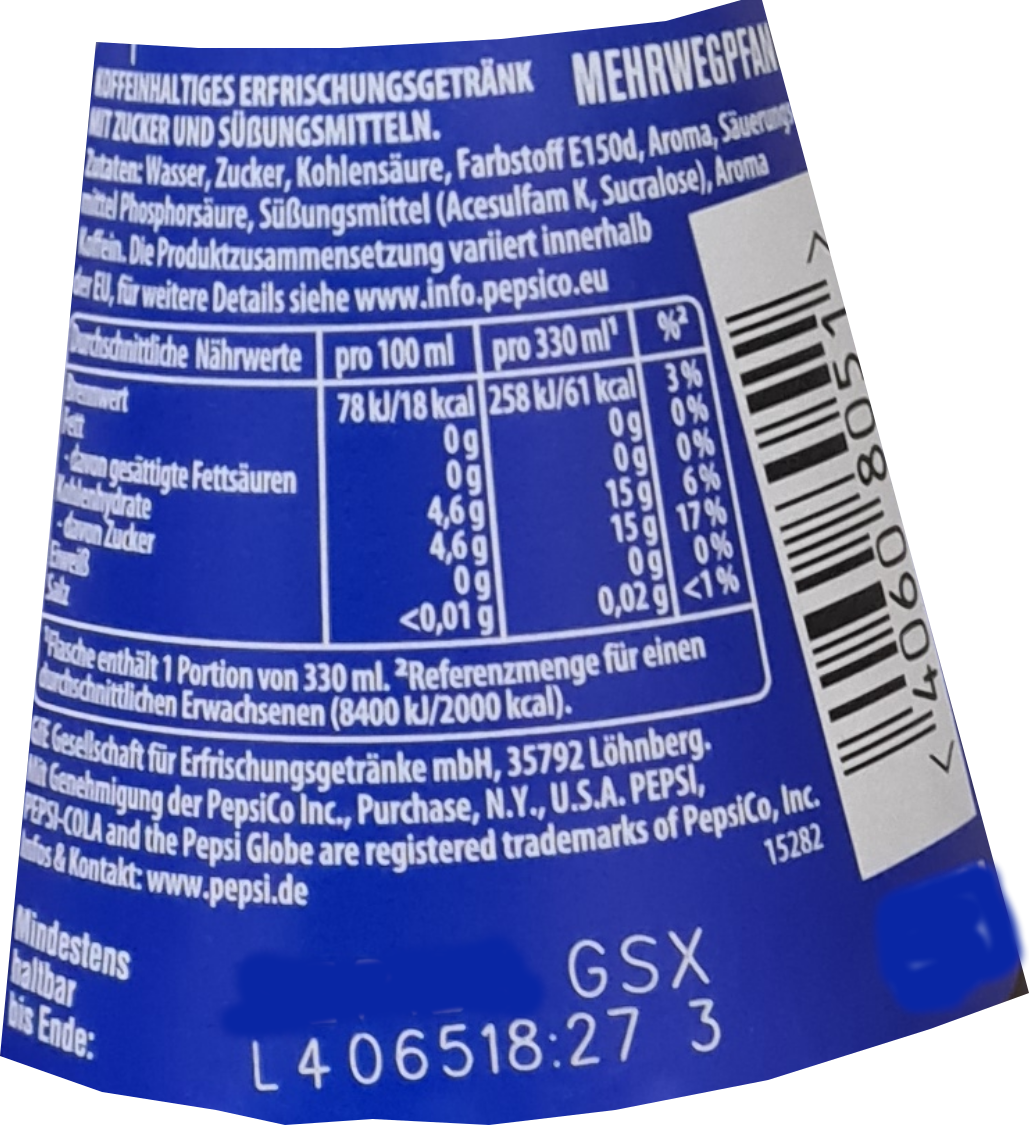 KOFFEINHALTIGES ERFRISCHUNGSGETRÄNK
MIT ZUCKER UND SÜßUNGSMITTELN.
MEHRWEGPFAN
Zutaten: Wasser, Zucker, Kohlensäure, Farbstoff E150d, Aroma, Säuerungs
mittel Phosphorsäure, Süßungsmittel (Acesulfam K, Sucralose), Aroma
Koffein. Die Produktzusammensetzung variiert innerhalb
der EU, für weitere Details siehe www.info.pepsico.eu
Durchschnittliche Nährwerte pro 100 ml pro 330 ml¹ %²
Brennwert 78 kJ/18 kcal 258 kJ/61 kcal 3%
Fett 0 g 0 g 0%
- davon gesättigte Fettsäuren 0 g 0 g 0%
Kohlenhydrate 4,6 g 15 g 6%
- davon Zucker 4,6 g 15 g 17%
Eiweiß 0 g 0 g 0%
Salz <0,01 g 0,02 g <1%
¹Flasche enthält 1 Portion von 330 ml. ²Referenzmenge für einen
durchschnittlichen Erwachsenen (8400 kJ/2000 kcal).
GfE Gesellschaft für Erfrischungsgetränke mbH, 35792 Löhnberg.
Mit Genehmigung der PepsiCo Inc., Purchase, N.Y., U.S.A. PEPSI,
PEPSI-COLA and the Pepsi Globe are registered trademarks of PepsiCo, Inc.
Infos & Kontakt: www.pepsi.de
15282
< 4060 8051 >
Mindestens
haltbar
bis Ende:
GSX
L4 06518:27 3